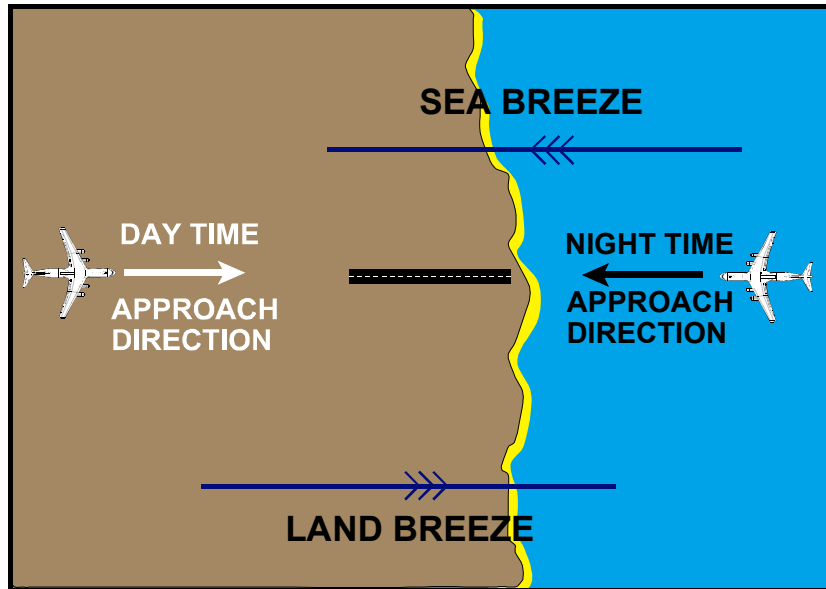 SEA BREEZE
DAY TIME
APPROACH
DIRECTION
NIGHT TIME
APPROACH
DIRECTION
LAND BREEZE